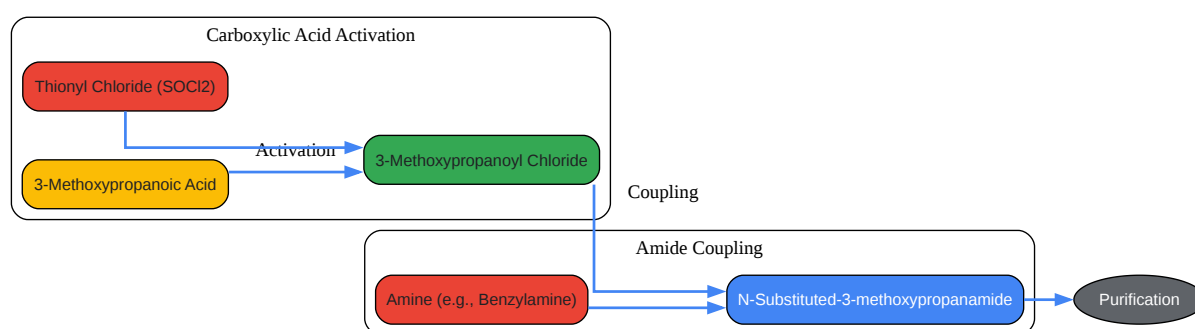 Carboxylic Acid Activation
Thionyl Chloride (SOCl2)
Activation
3-Methoxypropanoyl Chloride
3-Methoxypropanoic Acid
Coupling
Amide Coupling
Amine (e.g., Benzylamine)
N-Substituted-3-methoxypropanamide
Purification